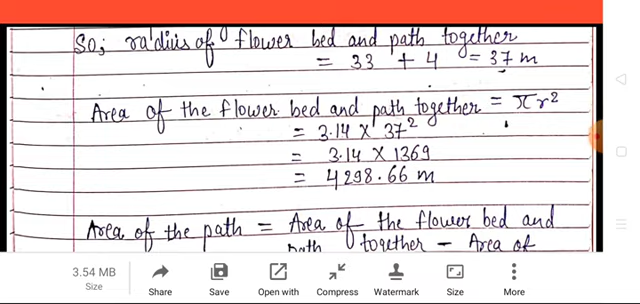 So; radius of flower bed and path together
= 33 + 4 = 37 m
Area of the flower bed and path together = πr²
= 3.14 × 37²
= 3.14 × 1369
= 4298.66 m
Area of the path = Area of the flower bed and
path together - Area of
3.54 MB
Size
Share
Save
Open with
Compress
Watermark
Size
More